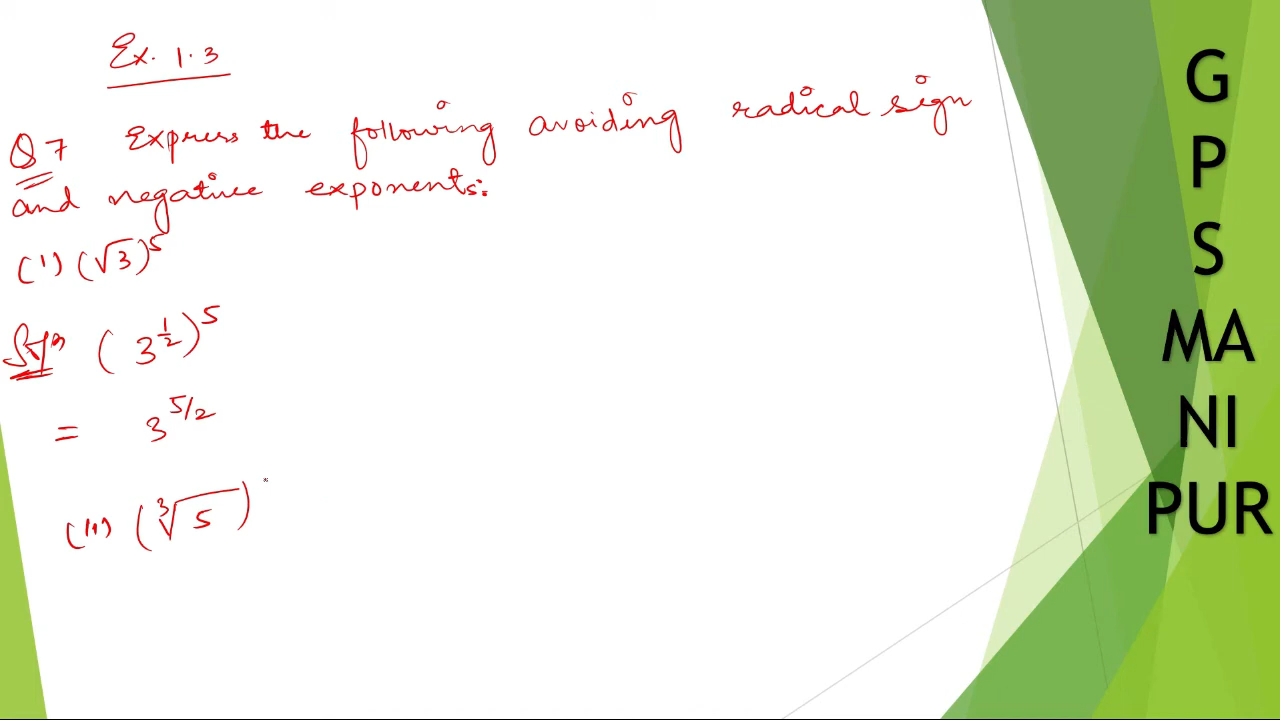 Ex. 1.3
Q7 Express the following avoiding radical sign
and negative exponents:
(i) (√3)^5
Solⁿ (3^{1/2})^5
= 3^{5/2}
(ii) (∛5)
G
P
S
MA
NI
PUR